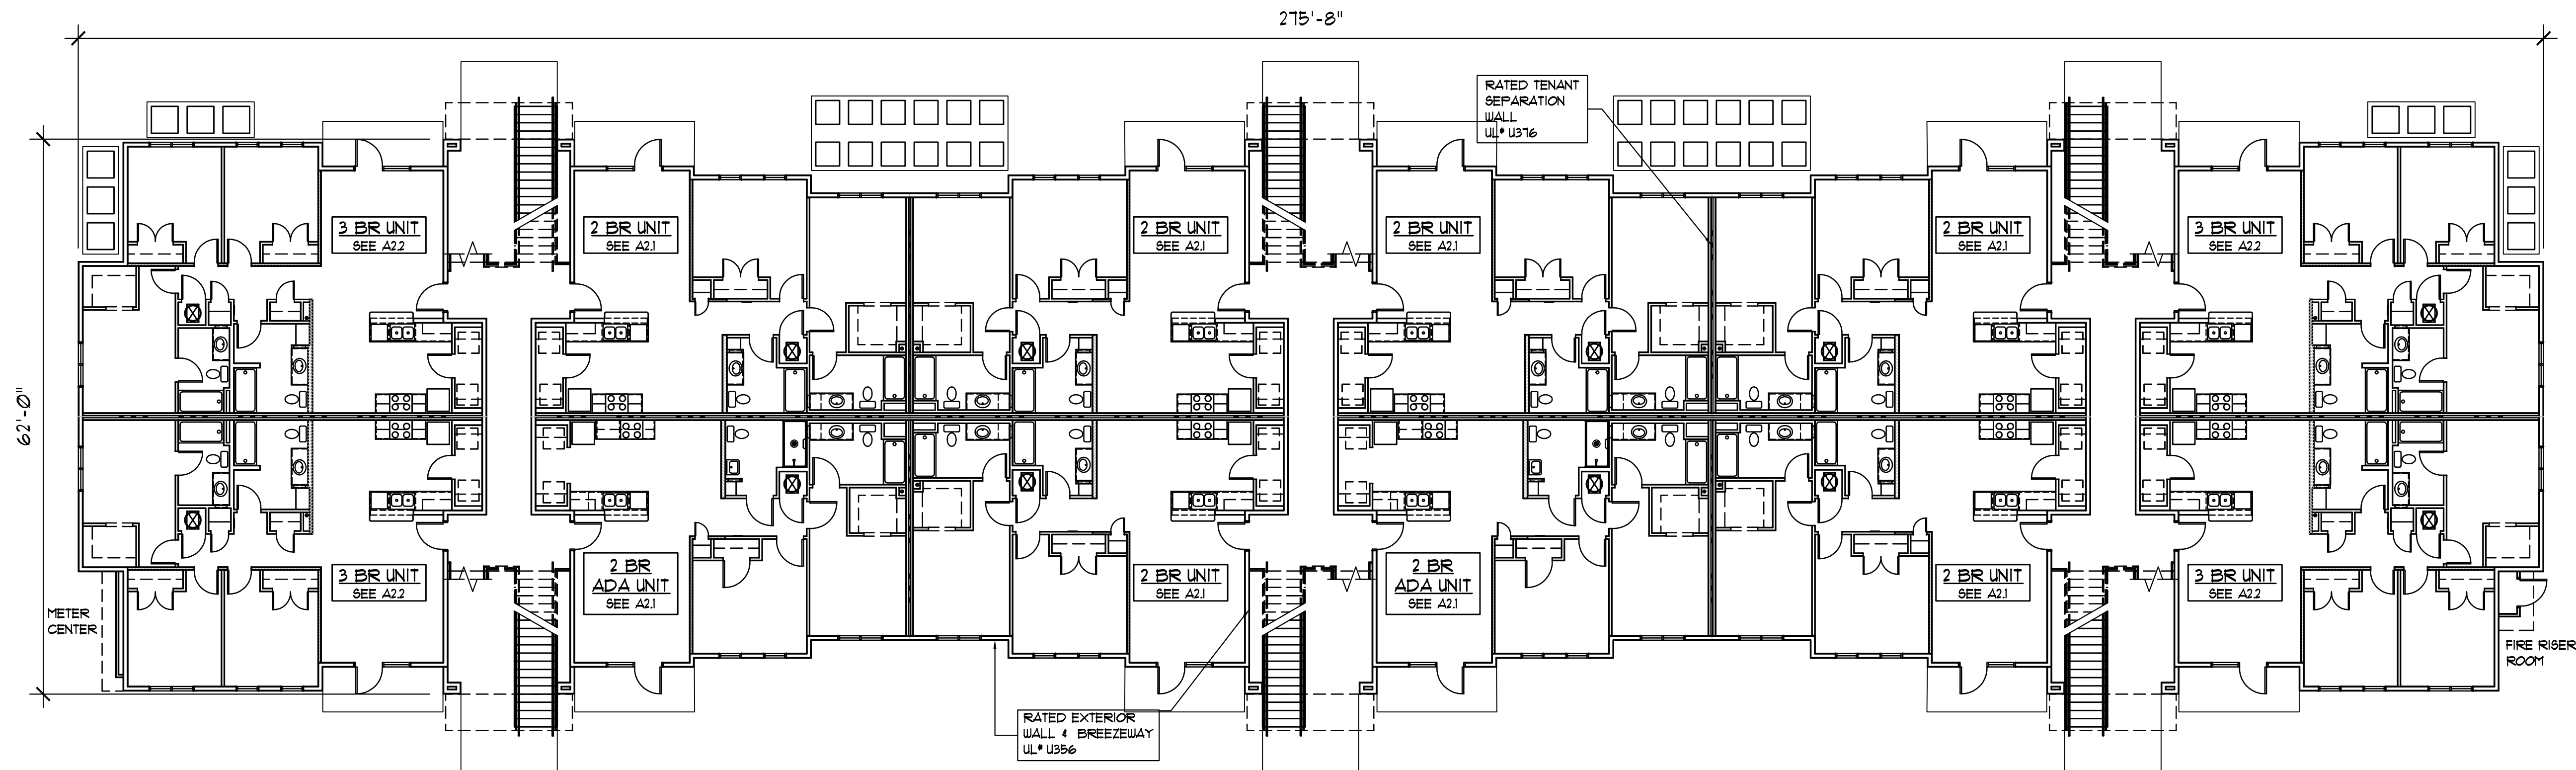 275'-8"
RATED TENANT
SEPARATION
WALL
UL# U376
3 BR UNIT
SEE A2.2
2 BR UNIT
SEE A2.1
2 BR UNIT
SEE A2.1
2 BR UNIT
SEE A2.1
2 BR UNIT
SEE A2.1
3 BR UNIT
SEE A2.2
62'-0"
3 BR UNIT
SEE A2.2
2 BR
ADA UNIT
SEE A2.1
2 BR UNIT
SEE A2.1
2 BR
ADA UNIT
SEE A2.1
2 BR UNIT
SEE A2.1
3 BR UNIT
SEE A2.2
METER
CENTER
FIRE RISER
ROOM
RATED EXTERIOR
WALL & BREEZEWAY
UL# U356